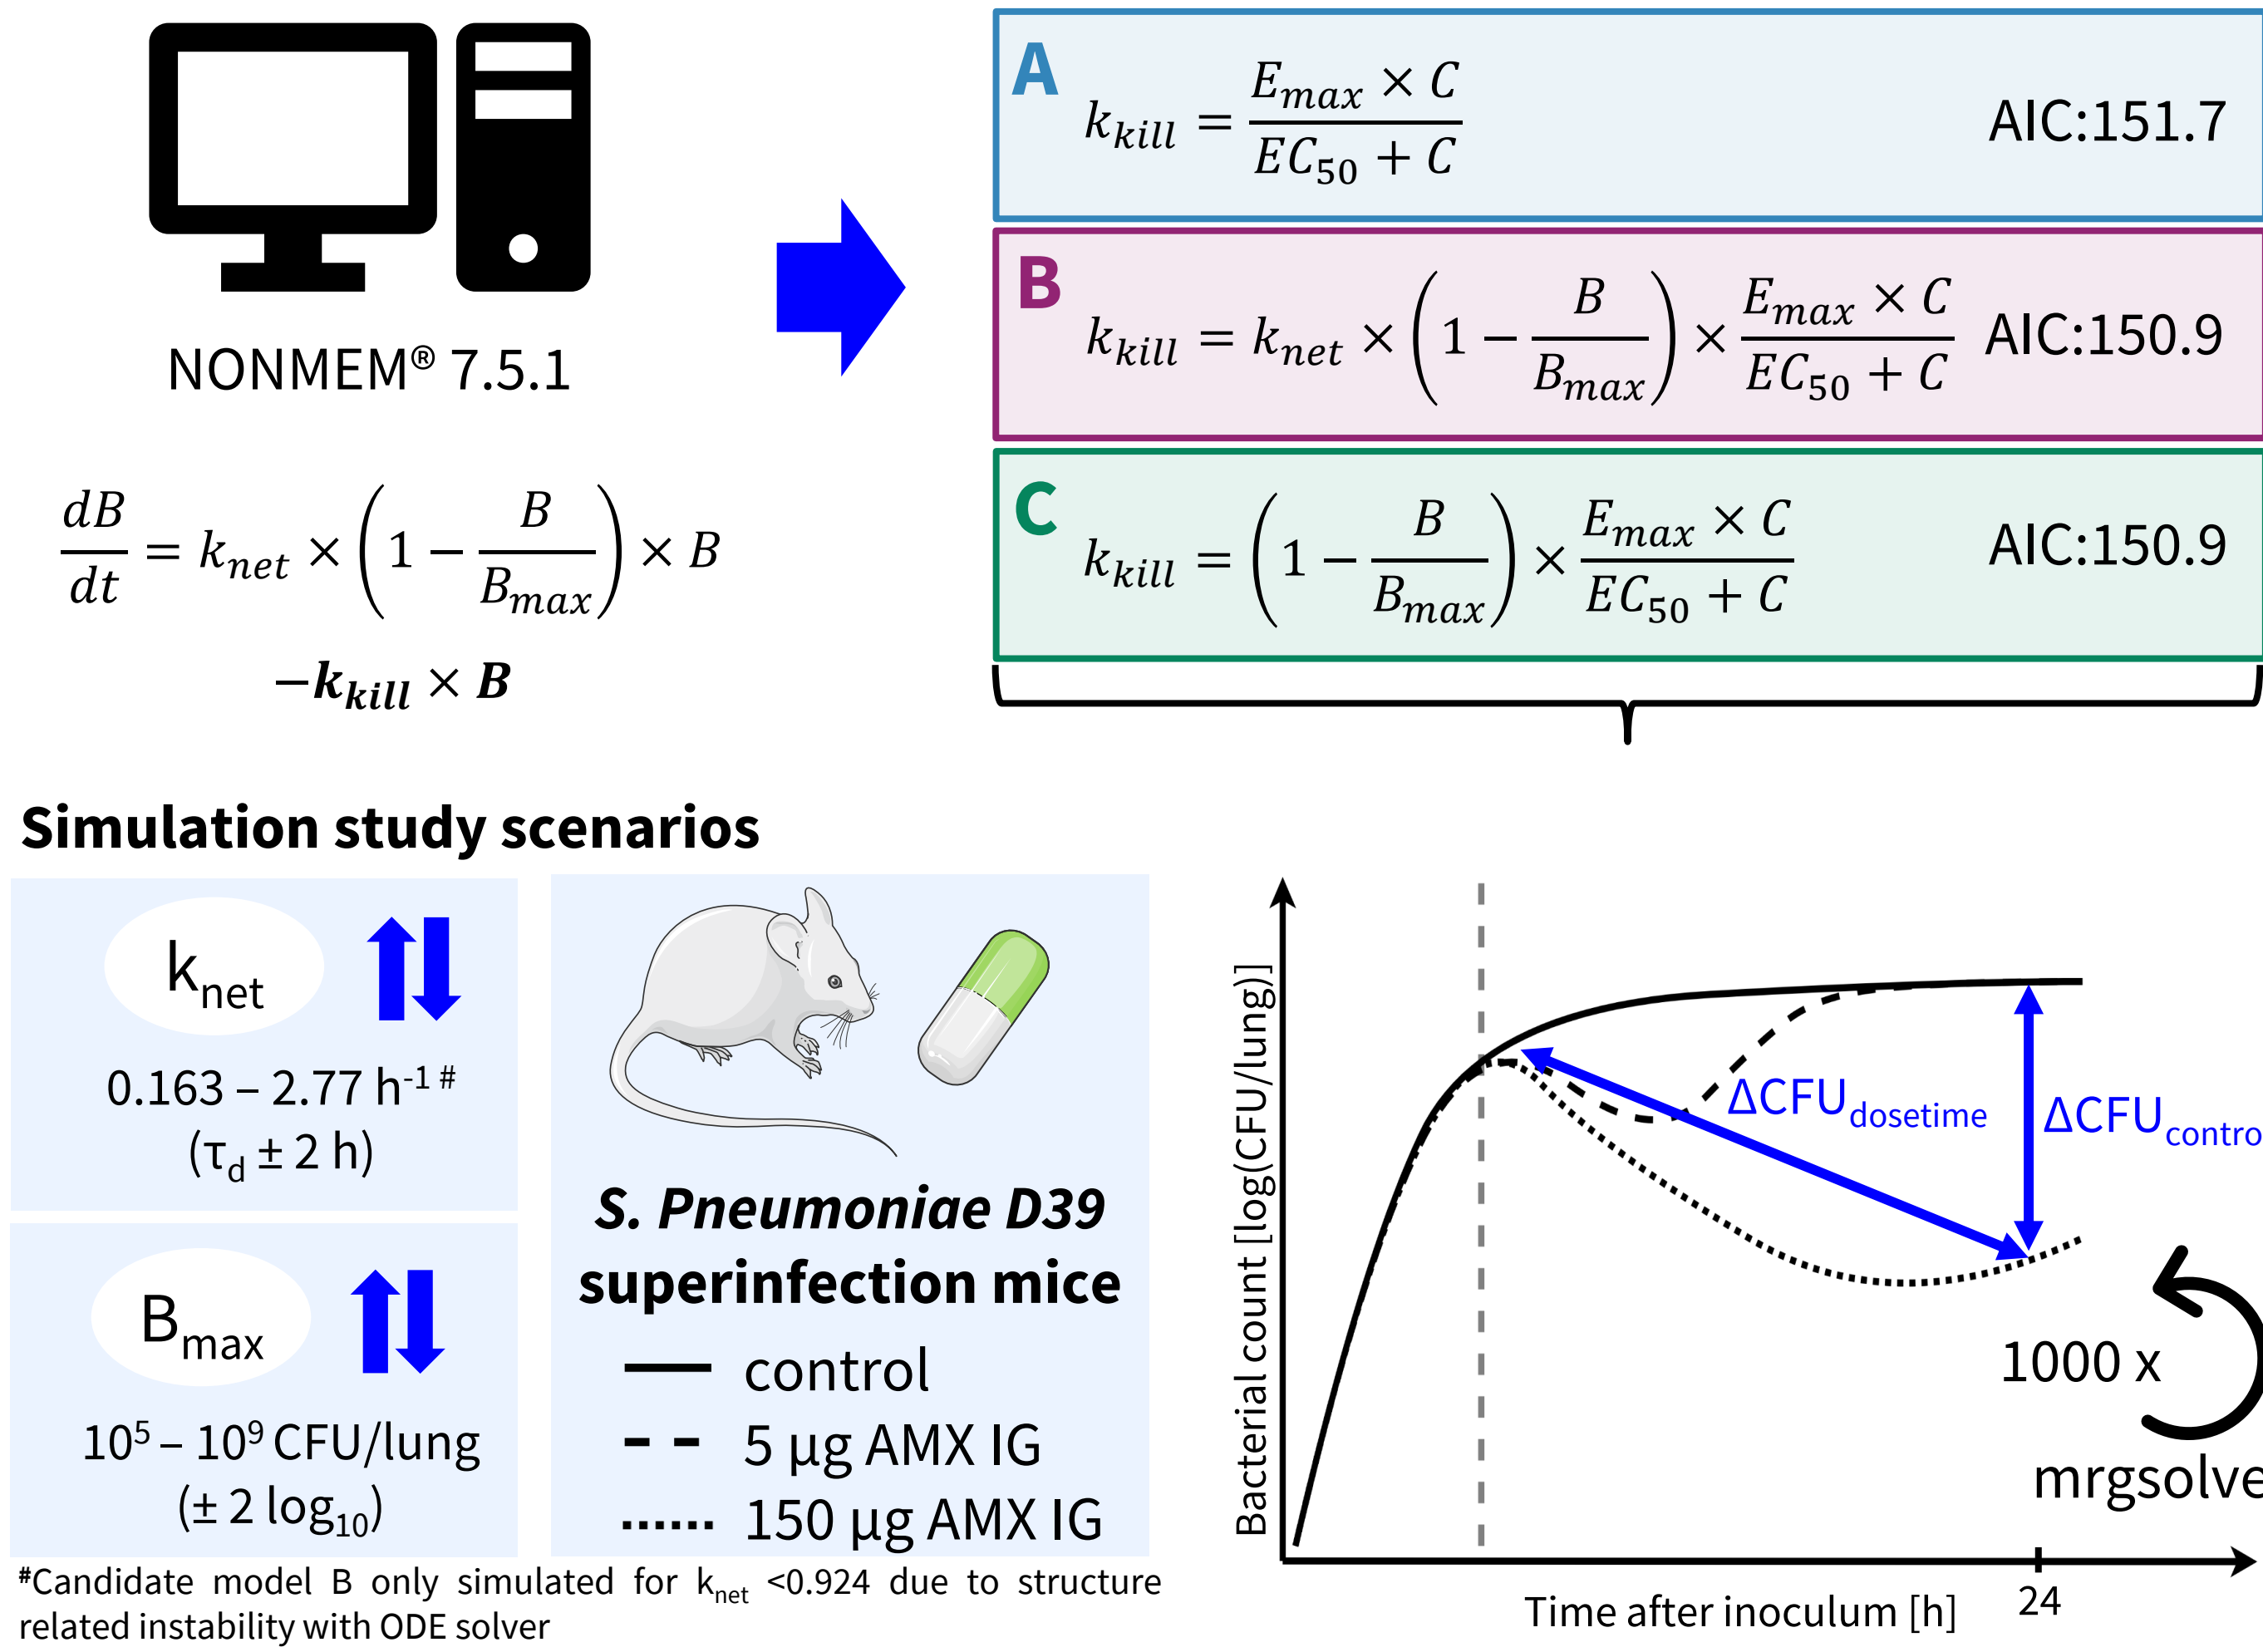 NONMEM® 7.5.1
dB/dt = k_net × (1 − B/B_max) × B
−k_kill × B
A
k_kill = (E_max × C)/(EC_50 + C)
AIC:151.7
B
k_kill = k_net × (1 − B/B_max) × (E_max × C)/(EC_50 + C)
AIC:150.9
C
k_kill = (1 − B/B_max) × (E_max × C)/(EC_50 + C)
AIC:150.9
Simulation study scenarios
k_net
0.163 – 2.77 h^-1 #
(τ_d ± 2 h)
B_max
10^5 – 10^9 CFU/lung
(± 2 log_10)
S. Pneumoniae D39
superinfection mice
control
5 µg AMX IG
150 µg AMX IG
#Candidate model B only simulated for k_net <0.924 due to structure
related instability with ODE solver
Bacterial count [log(CFU/lung)]
ΔCFU_dosetime
ΔCFU_contro
1000 x
mrgsolve
24
Time after inoculum [h]